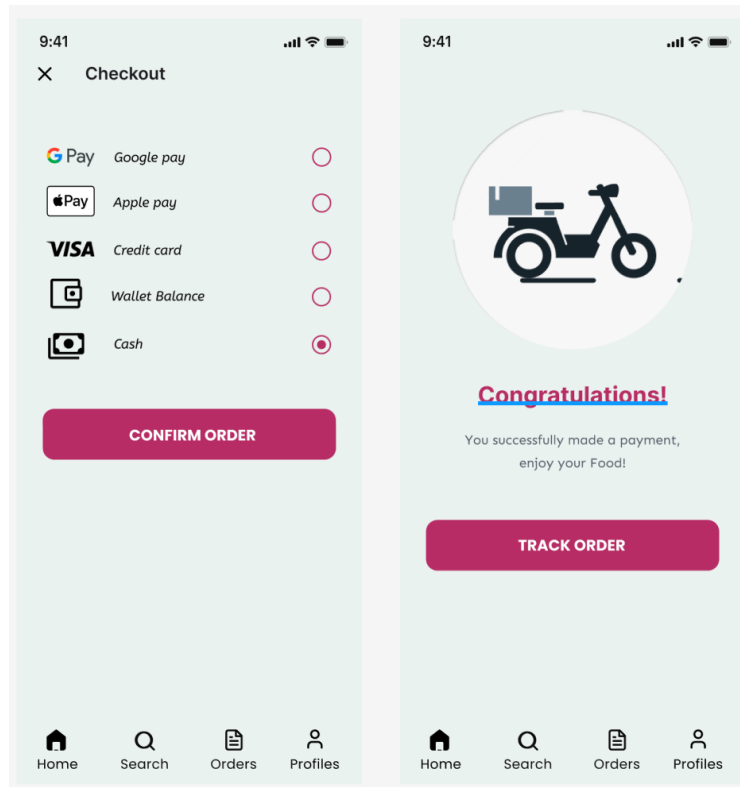 9:41
Checkout
G Pay Google pay
Pay Apple pay
VISA Credit card
Wallet Balance
Cash
CONFIRM ORDER
Home Search Orders Profiles
9:41
Congratulations!
You successfully made a payment,
enjoy your Food!
TRACK ORDER
Home Search Orders Profiles